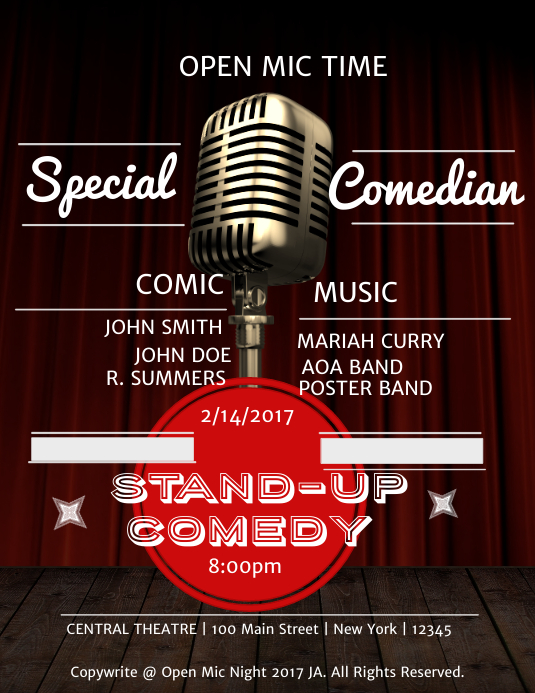 OPEN MIC TIME
Special
Comedian
COMIC
JOHN SMITH
JOHN DOE
R. SUMMERS
MUSIC
MARIAH CURRY
AOA BAND
POSTER BAND
2/14/2017
STAND-UP
COMEDY
8:00pm
CENTRAL THEATRE | 100 Main Street | New York | 12345
Copywrite @ Open Mic Night 2017 JA. All Rights Reserved.